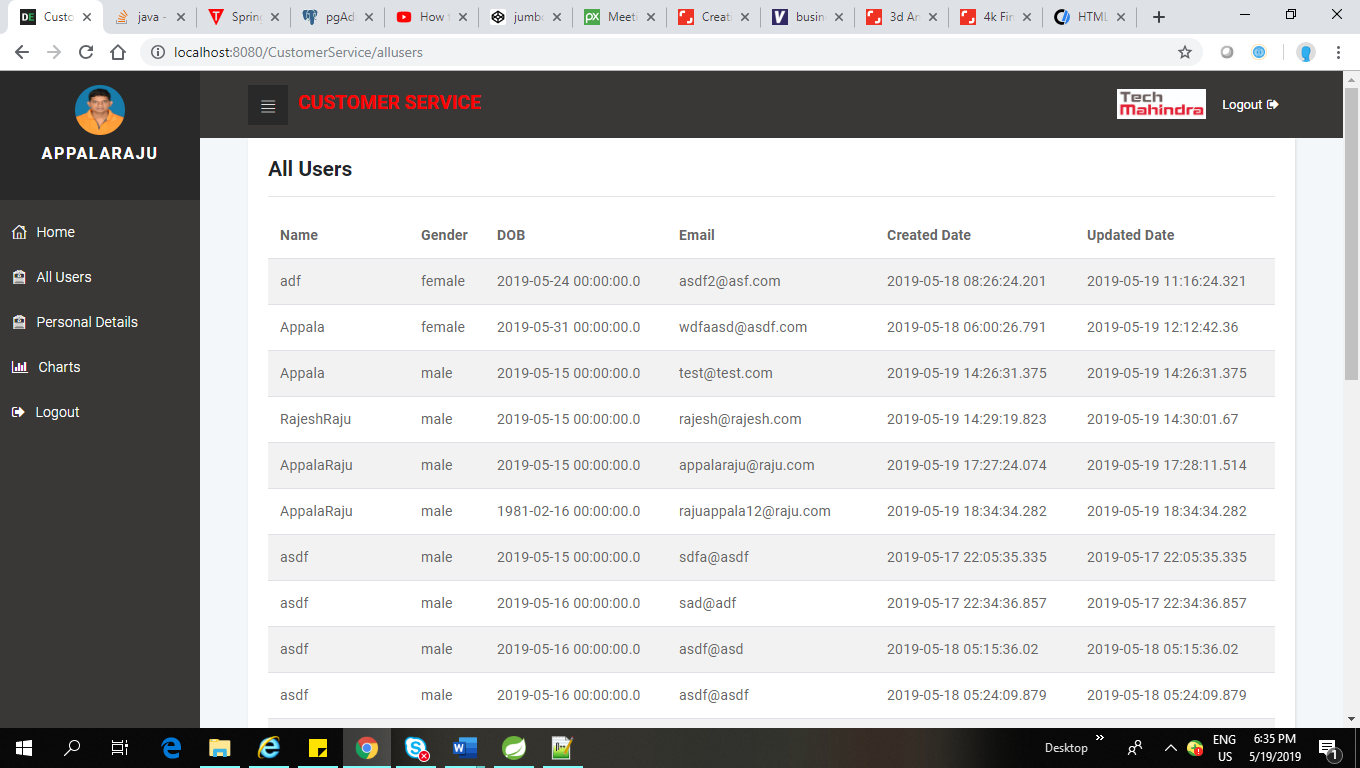 Custo
java -
Spring
pgAd
How t
jumbo
Meeti
Creati
busin
3d An
4k Fin
HTML
localhost:8080/CustomerService/allusers
APPALARAJU
CUSTOMER SERVICE
Tech
Mahindra
Logout
Home
All Users
Personal Details
Charts
Logout
All Users
Name Gender DOB Email Created Date Updated Date
adf female 2019-05-24 00:00:00.0 asdf2@asf.com 2019-05-18 08:26:24.201 2019-05-19 11:16:24.321
Appala female 2019-05-31 00:00:00.0 wdfaasd@asdf.com 2019-05-18 06:00:26.791 2019-05-19 12:12:42.36
Appala male 2019-05-15 00:00:00.0 test@test.com 2019-05-19 14:26:31.375 2019-05-19 14:26:31.375
RajeshRaju male 2019-05-15 00:00:00.0 rajesh@rajesh.com 2019-05-19 14:29:19.823 2019-05-19 14:30:01.67
AppalaRaju male 2019-05-15 00:00:00.0 appalaraju@raju.com 2019-05-19 17:27:24.074 2019-05-19 17:28:11.514
AppalaRaju male 1981-02-16 00:00:00.0 rajuappala12@raju.com 2019-05-19 18:34:34.282 2019-05-19 18:34:34.282
asdf male 2019-05-15 00:00:00.0 sdfa@asdf 2019-05-17 22:05:35.335 2019-05-17 22:05:35.335
asdf male 2019-05-16 00:00:00.0 sad@adf 2019-05-17 22:34:36.857 2019-05-17 22:34:36.857
asdf male 2019-05-16 00:00:00.0 asdf@asd 2019-05-18 05:15:36.02 2019-05-18 05:15:36.02
asdf male 2019-05-16 00:00:00.0 asdf@asdf 2019-05-18 05:24:09.879 2019-05-18 05:24:09.879
Desktop
ENG
US
6:35 PM
5/19/2019
1